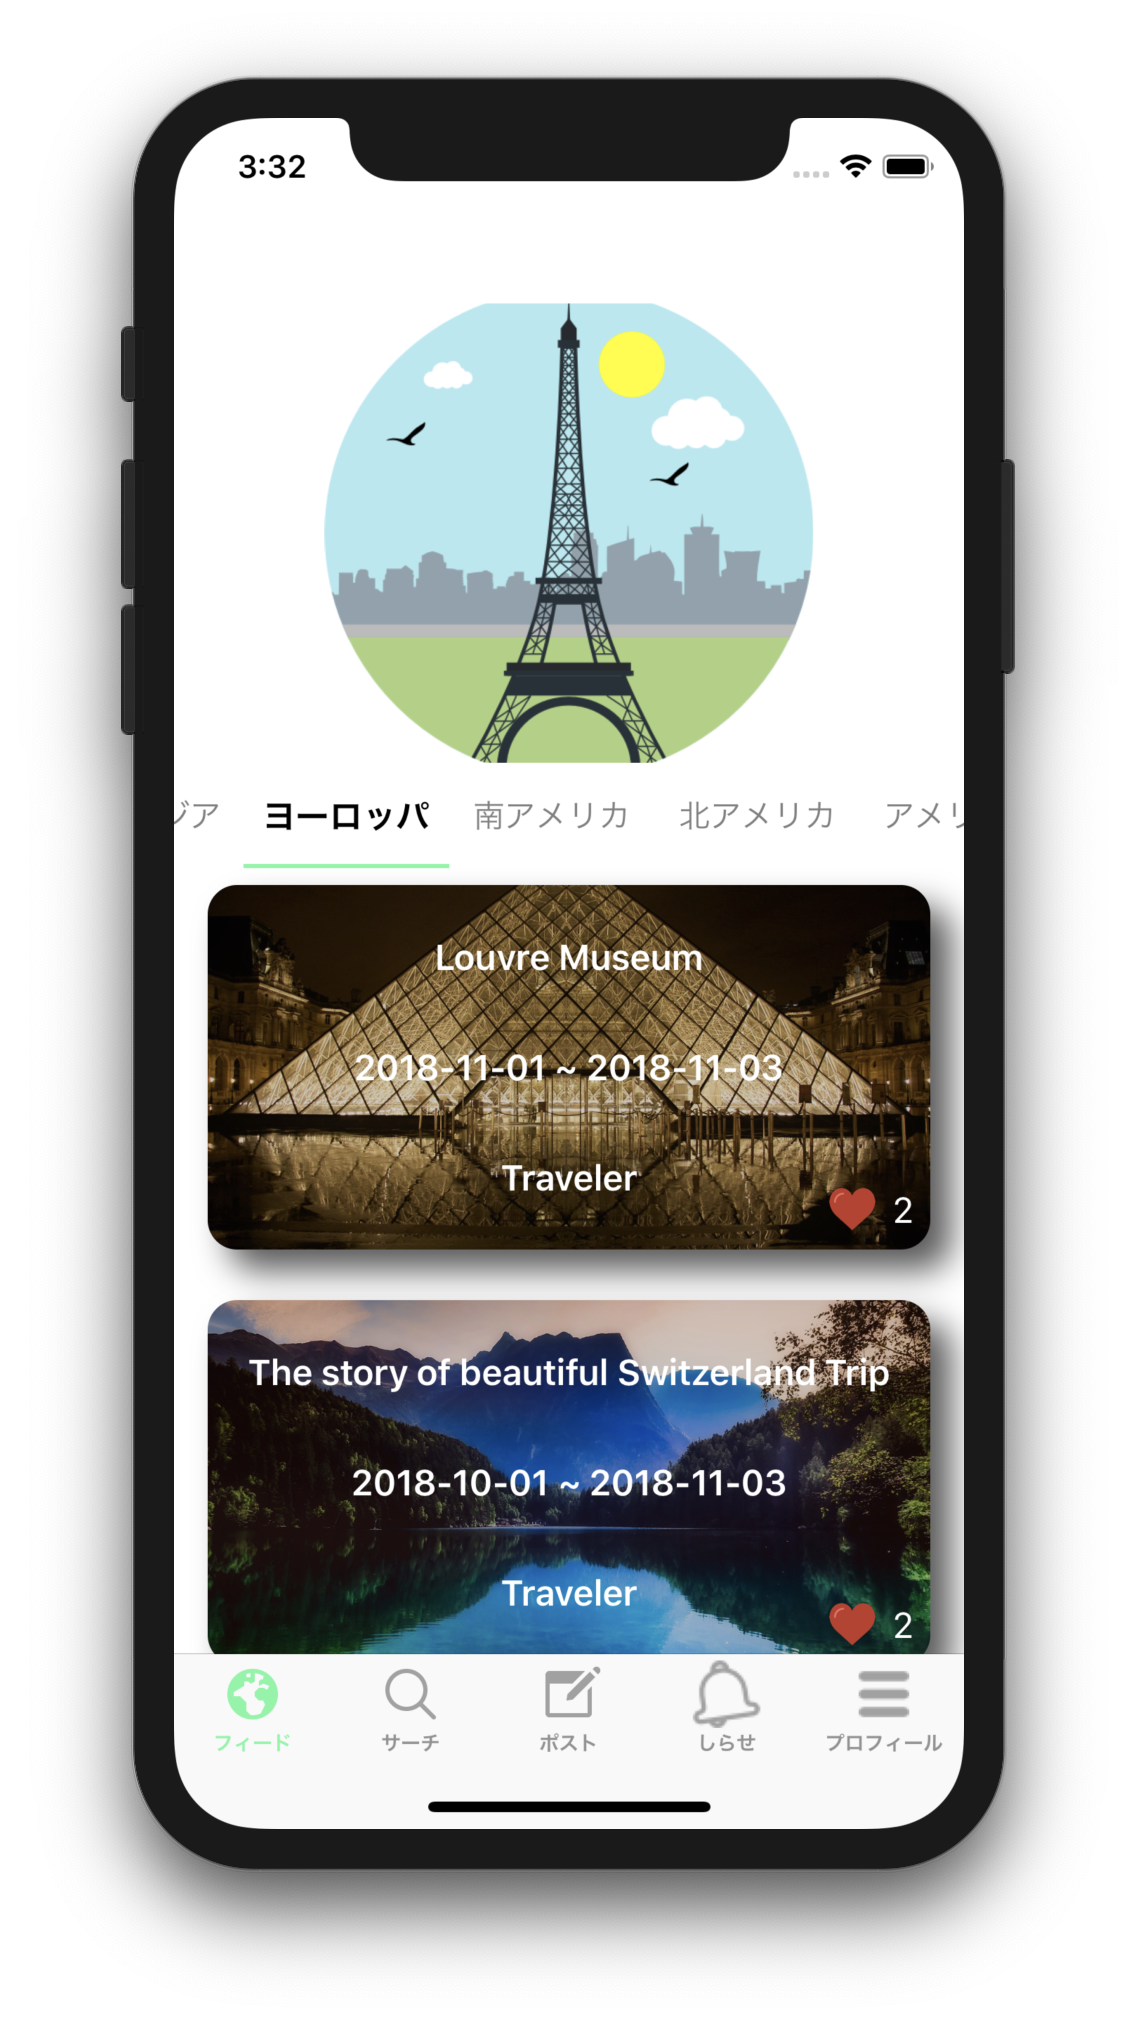 3:32
ジア ヨーロッパ 南アメリカ 北アメリカ アメリ
Louvre Museum
2018-11-01 ~ 2018-11-03
Traveler
2
The story of beautiful Switzerland Trip
2018-10-01 ~ 2018-11-03
Traveler
2
フィード サーチ ポスト しらせ プロフィール